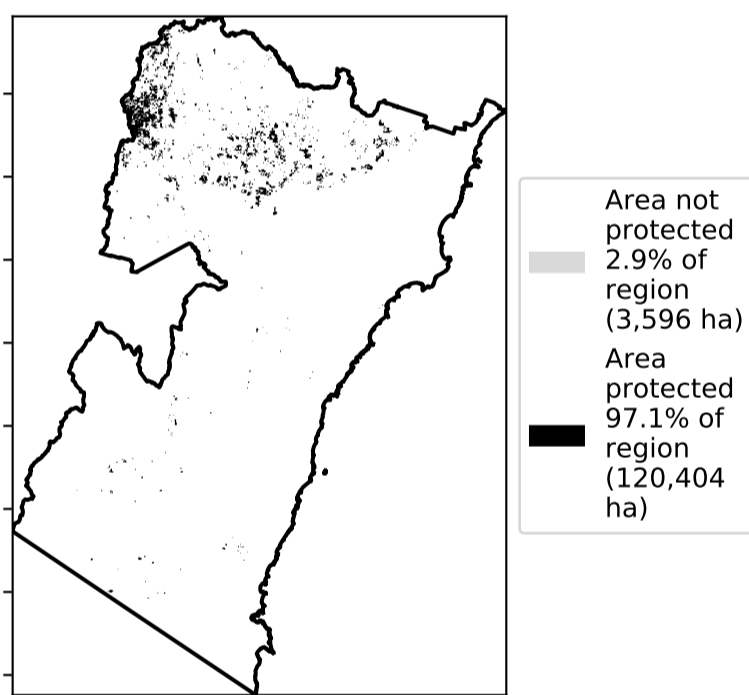 Area not
protected
2.9% of
region
(3,596 ha)
Area
protected
97.1% of
region
(120,404
ha)